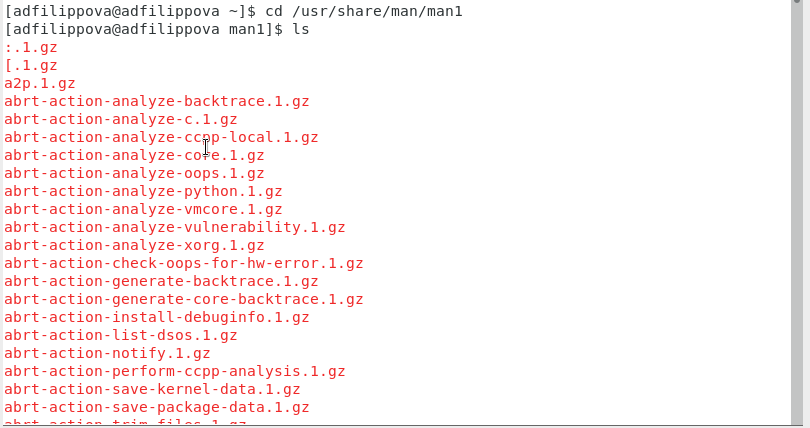 [adfilippova@adfilippova ~]$ cd /usr/share/man/man1
[adfilippova@adfilippova man1]$ ls
:.1.gz
[.1.gz
a2p.1.gz
abrt-action-analyze-backtrace.1.gz
abrt-action-analyze-c.1.gz
abrt-action-analyze-ccpp-local.1.gz
abrt-action-analyze-core.1.gz
abrt-action-analyze-oops.1.gz
abrt-action-analyze-python.1.gz
abrt-action-analyze-vmcore.1.gz
abrt-action-analyze-vulnerability.1.gz
abrt-action-analyze-xorg.1.gz
abrt-action-check-oops-for-hw-error.1.gz
abrt-action-generate-backtrace.1.gz
abrt-action-generate-core-backtrace.1.gz
abrt-action-install-debuginfo.1.gz
abrt-action-list-dsos.1.gz
abrt-action-notify.1.gz
abrt-action-perform-ccpp-analysis.1.gz
abrt-action-save-kernel-data.1.gz
abrt-action-save-package-data.1.gz
abrt-action-trim-files.1.gz